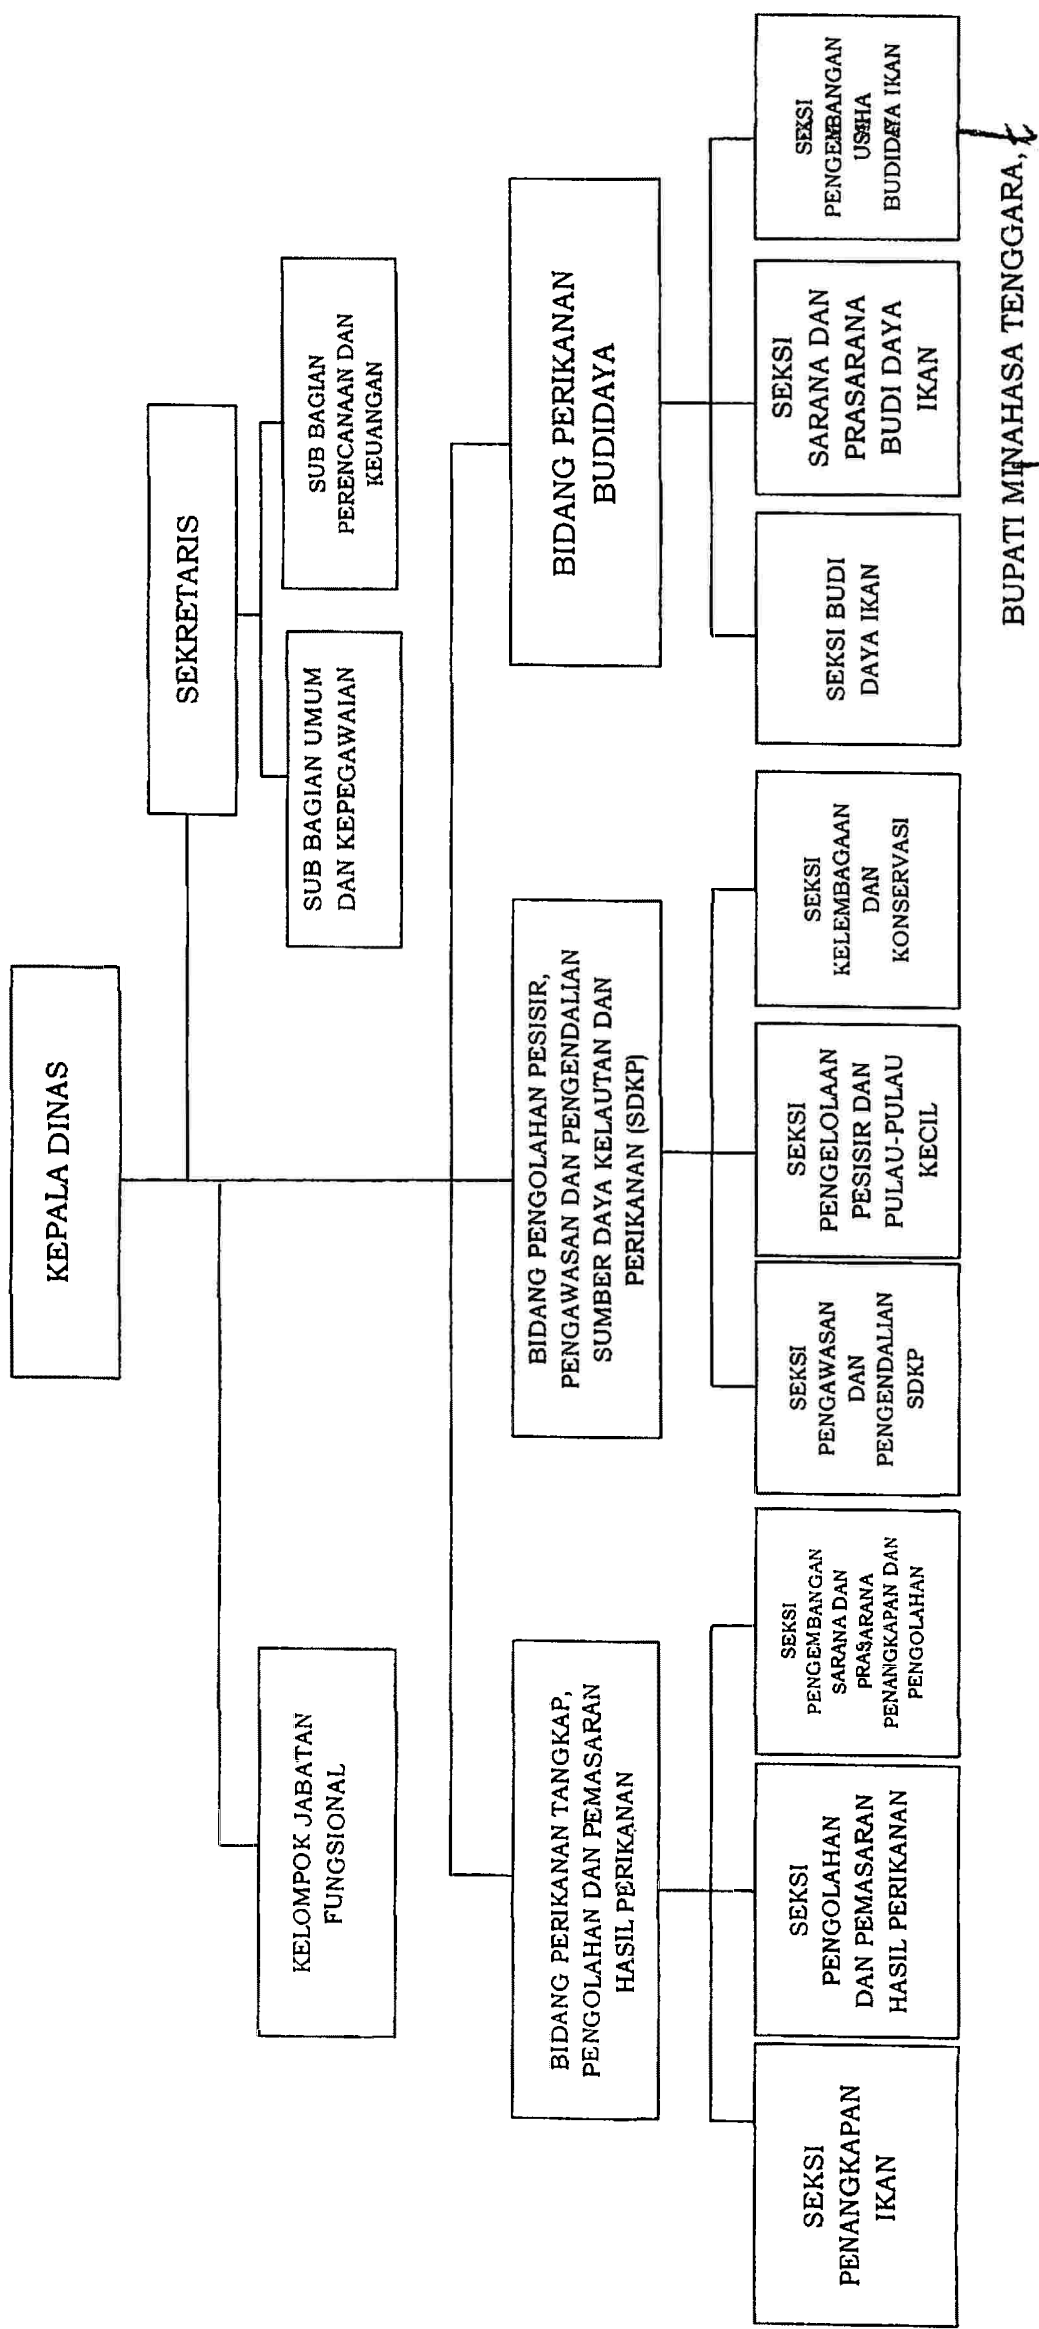 KEPALA DINAS
SEKRETARIS
SUB BAGIAN UMUM
DAN KEPEGAWAIAN
SUB BAGIAN
PERENCANAAN DAN
KEUANGAN
KELOMPOK JABATAN
FUNGSIONAL
BIDANG PERIKANAN TANGKAP,
PENGOLAHAN DAN PEMASARAN
HASIL PERIKANAN
BIDANG PENGOLAHAN PESISIR,
PENGAWASAN DAN PENGENDALIAN
SUMBER DAYA KELAUTAN DAN
PERIKANAN (SDKP)
BIDANG PERIKANAN
BUDIDAYA
SEKSI
PENANGKAPAN
IKAN
SEKSI
PENGOLAHAN
DAN PEMASARAN
HASIL PERIKANAN
SEKSI
PENGEMBANGAN
SARANA DAN
PRASARANA
PENANGKAPAN DAN
PENGOLAHAN
SEKSI
PENGAWASAN
DAN
PENGENDALIAN
SDKP
SEKSI
PENGELOLAAN
PESISIR DAN
PULAU-PULAU
KECIL
SEKSI
KELEMBAGAAN
DAN
KONSERVASI
SEKSI BUDI
DAYA IKAN
SEKSI
SARANA DAN
PRASARANA
BUDI DAYA
IKAN
SEKSI
PENGEMBANGAN
USAHA
BUDIDAYA IKAN
BUPATI MINAHASA TENGGARA,